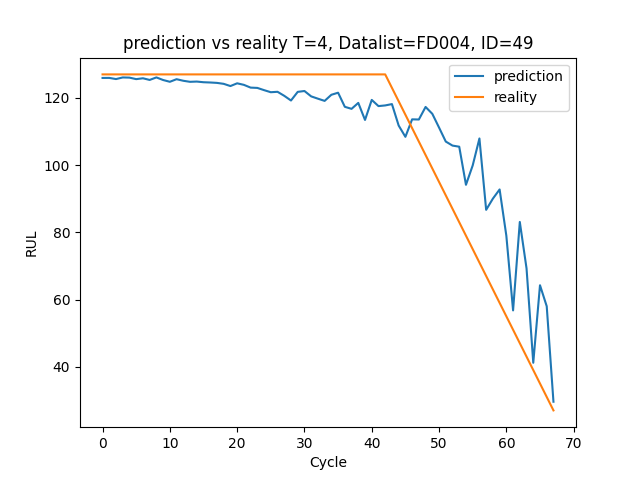 prediction vs reality T=4, Datalist=FD004, ID=49
prediction
reality
120
100
80
60
40
RUL
0 10 20 30 40 50 60 70
Cycle